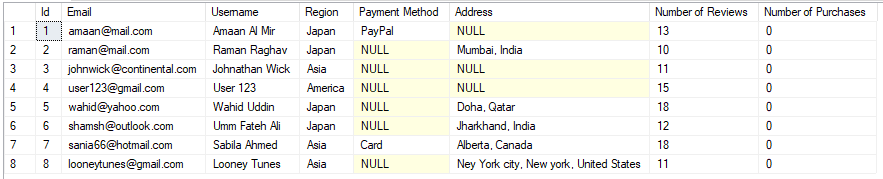 Id Email Username Region Payment Method Address Number of Reviews Number of Purchases
1 1 amaan@mail.com Amaan Al Mir Japan PayPal NULL 13 0
2 2 raman@mail.com Raman Raghav Japan NULL Mumbai, India 10 0
3 3 johnwick@continental.com Johnathan Wick Asia NULL NULL 11 0
4 4 user123@gmail.com User 123 America NULL NULL 15 0
5 5 wahid@yahoo.com Wahid Uddin Japan NULL Doha, Qatar 18 0
6 6 shamsh@outlook.com Umm Fateh Ali Japan NULL Jharkhand, India 12 0
7 7 sania66@hotmail.com Sabila Ahmed Asia Card Alberta, Canada 18 0
8 8 looneytunes@gmail.com Looney Tunes Asia NULL Ney York city, New york, United States 11 0